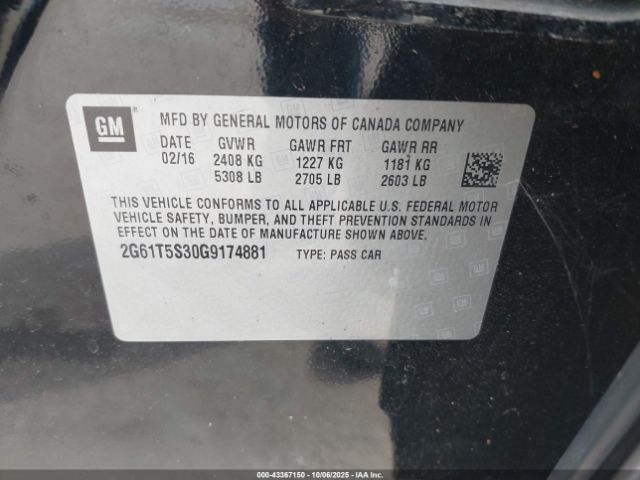 GM
MFD BY GENERAL MOTORS OF CANADA COMPANY
DATE GVWR GAWR FRT GAWR RR
02/16 2408 KG 1227 KG 1181 KG
5308 LB 2705 LB 2603 LB
THIS VEHICLE CONFORMS TO ALL APPLICABLE U.S. FEDERAL MOTOR
VEHICLE SAFETY, BUMPER, AND THEFT PREVENTION STANDARDS IN
EFFECT ON THE DATE OF MANUFACTURE SHOWN ABOVE.
2G61T5S30G9174881 TYPE: PASS CAR
000-43367150 - 10/06/2025 - IAAI.COM